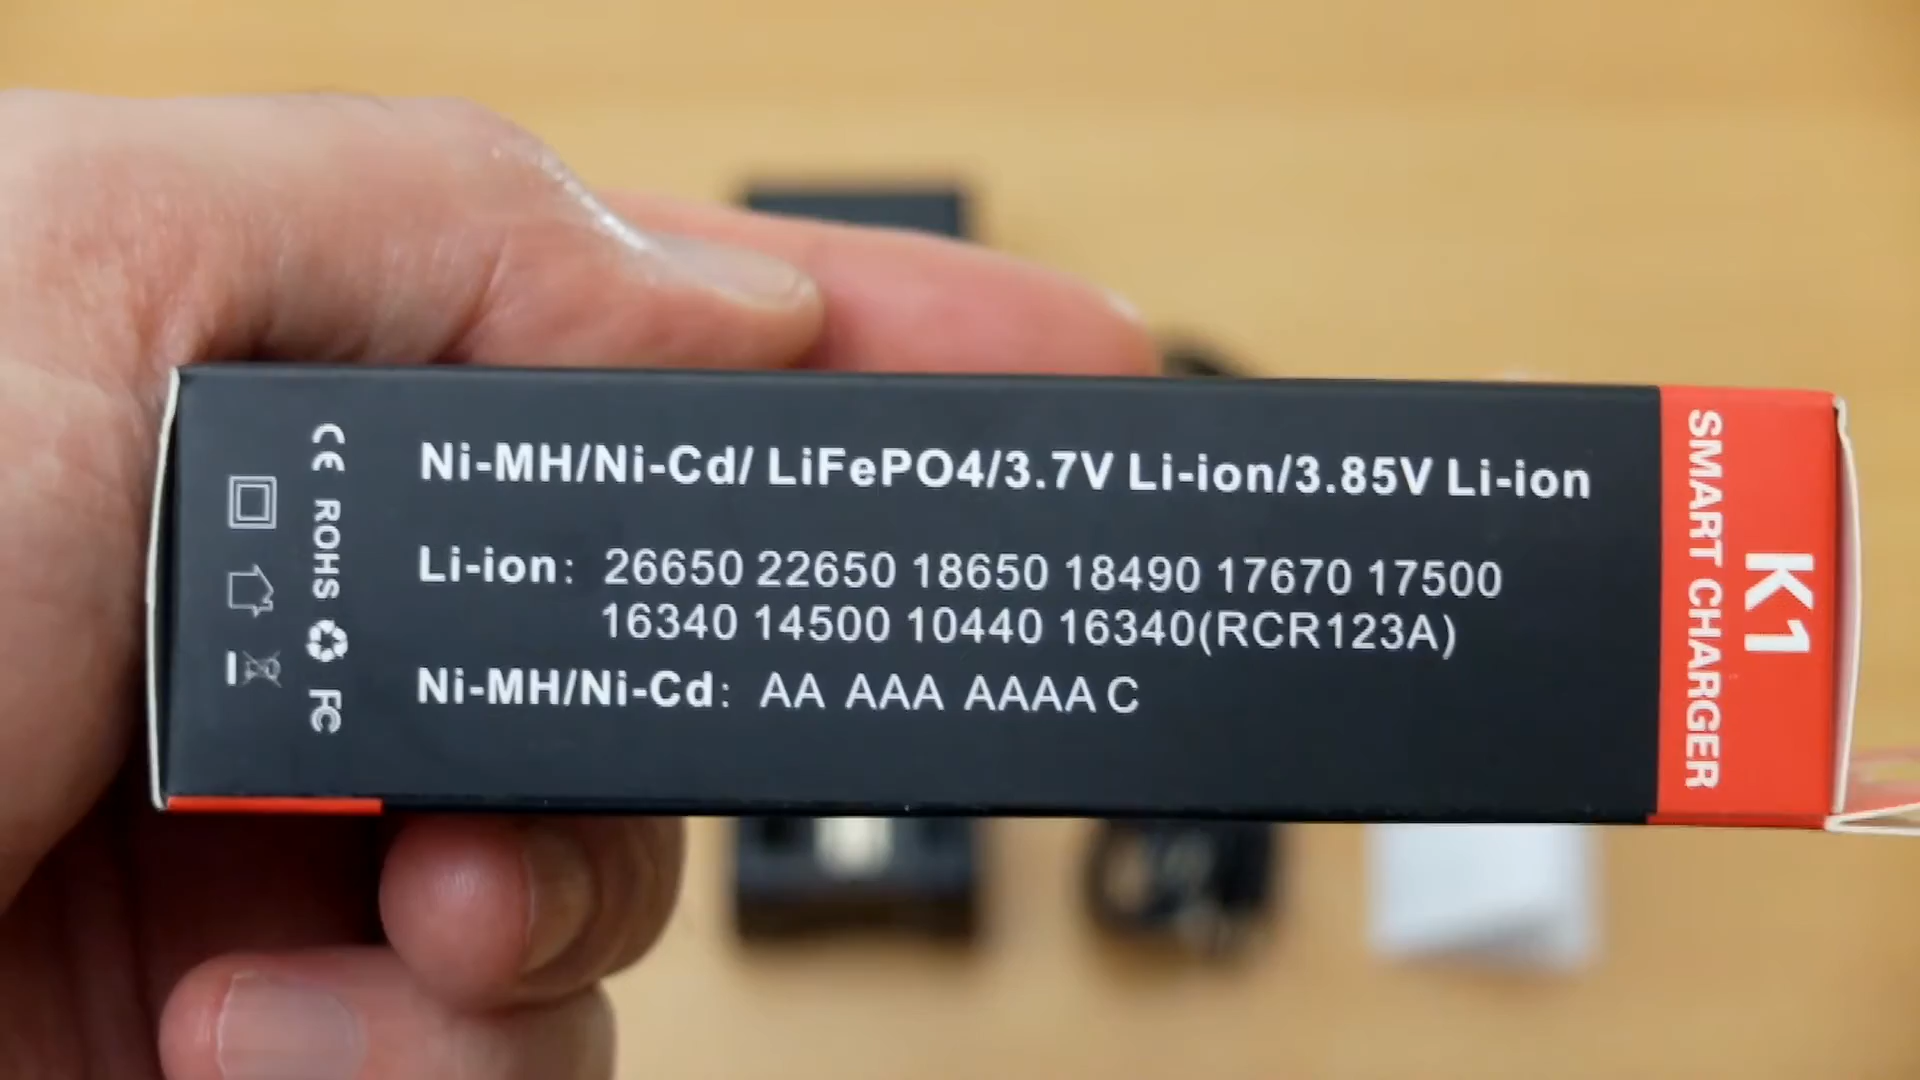 Ni-MH/Ni-Cd/ LiFePO4/3.7V Li-ion/3.85V Li-ion
Li-ion: 26650 22650 18650 18490 17670 17500
16340 14500 10440 16340(RCR123A)
Ni-MH/Ni-Cd: AA AAA AAAA C
CE ROHS FC
K1
SMART CHARGER